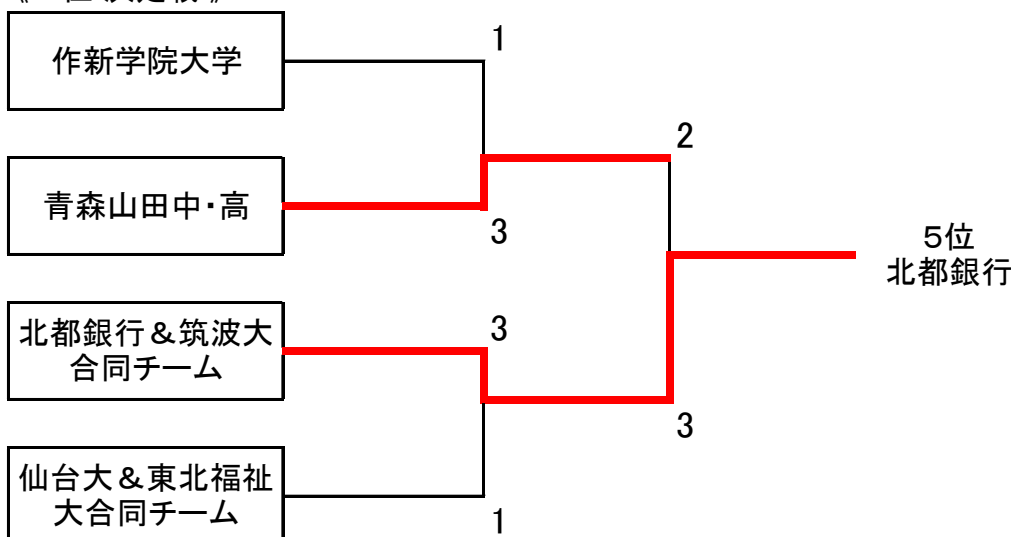 1
作新学院大学
2
青森山田中・高
3
5位
北都銀行
北都銀行&筑波大
合同チーム
3
3
仙台大&東北福祉
大合同チーム
1